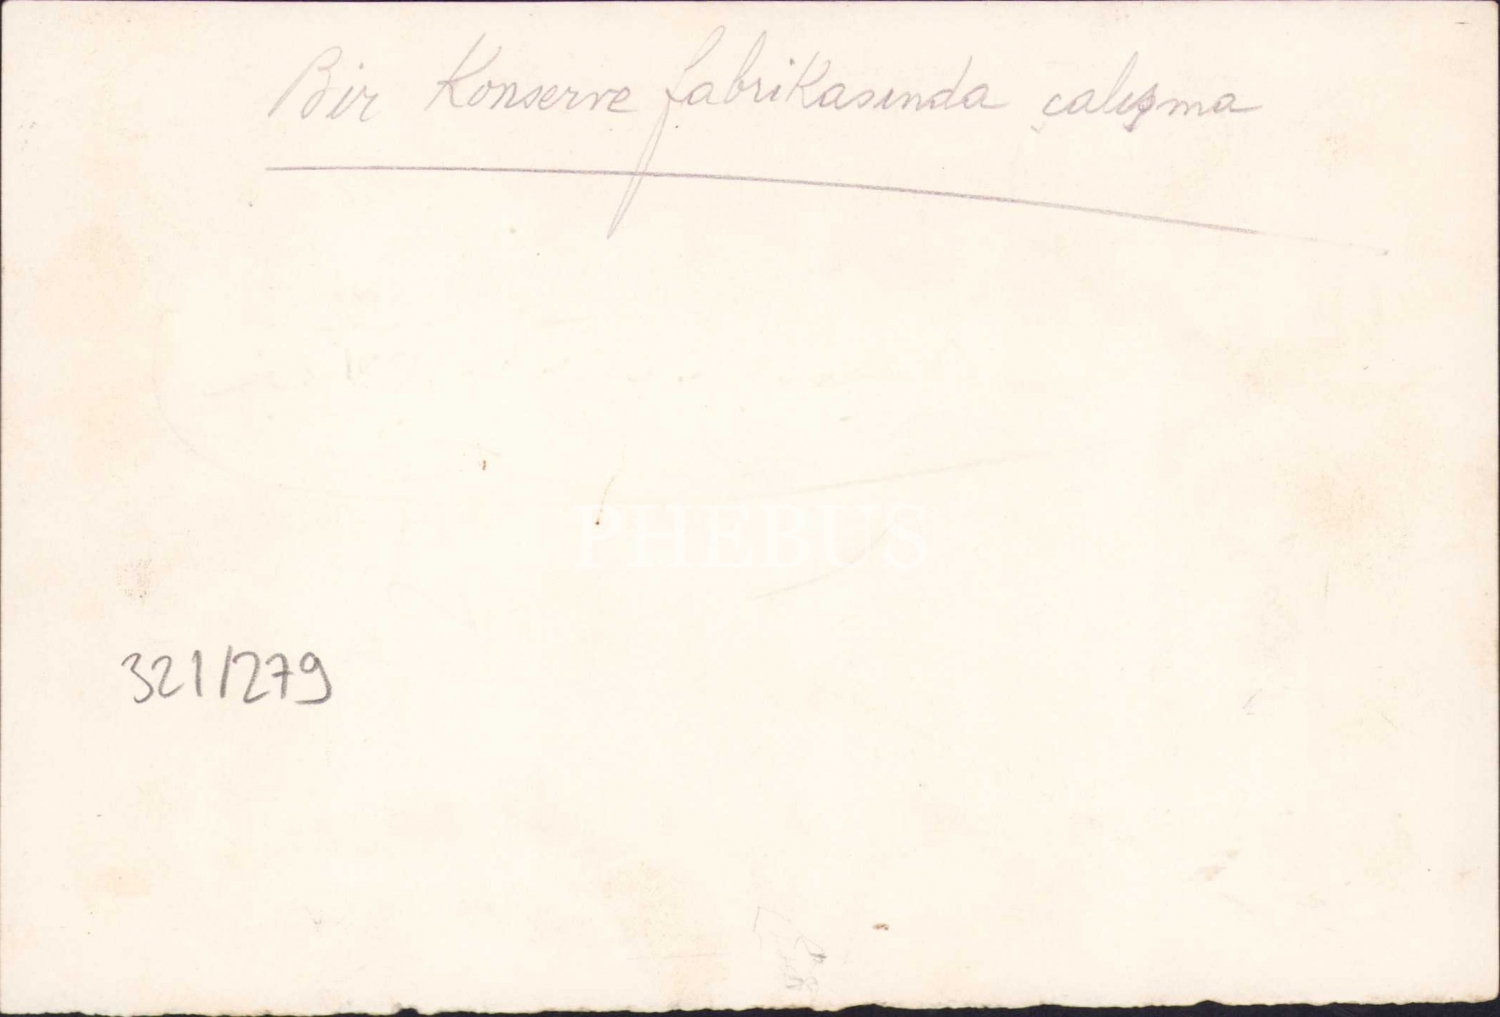 Bir Konserve fabrikasında çalışma
PHEBUS
321/279